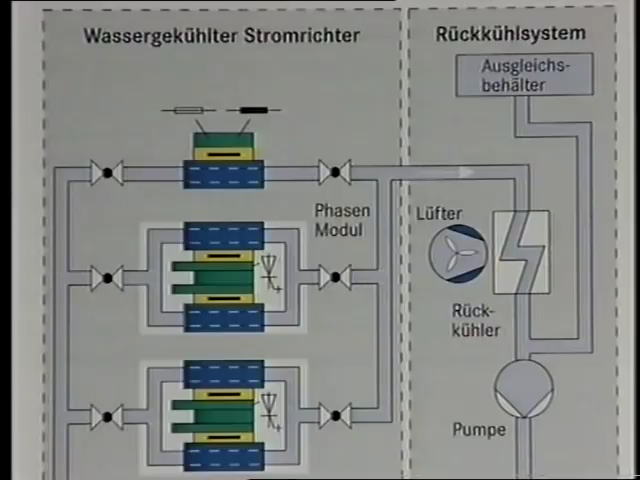 Wassergekühlter Stromrichter
Rückkühlsystem
Ausgleichs-
behälter
Phasen
Modul
Lüfter
Rück-
kühler
Pumpe